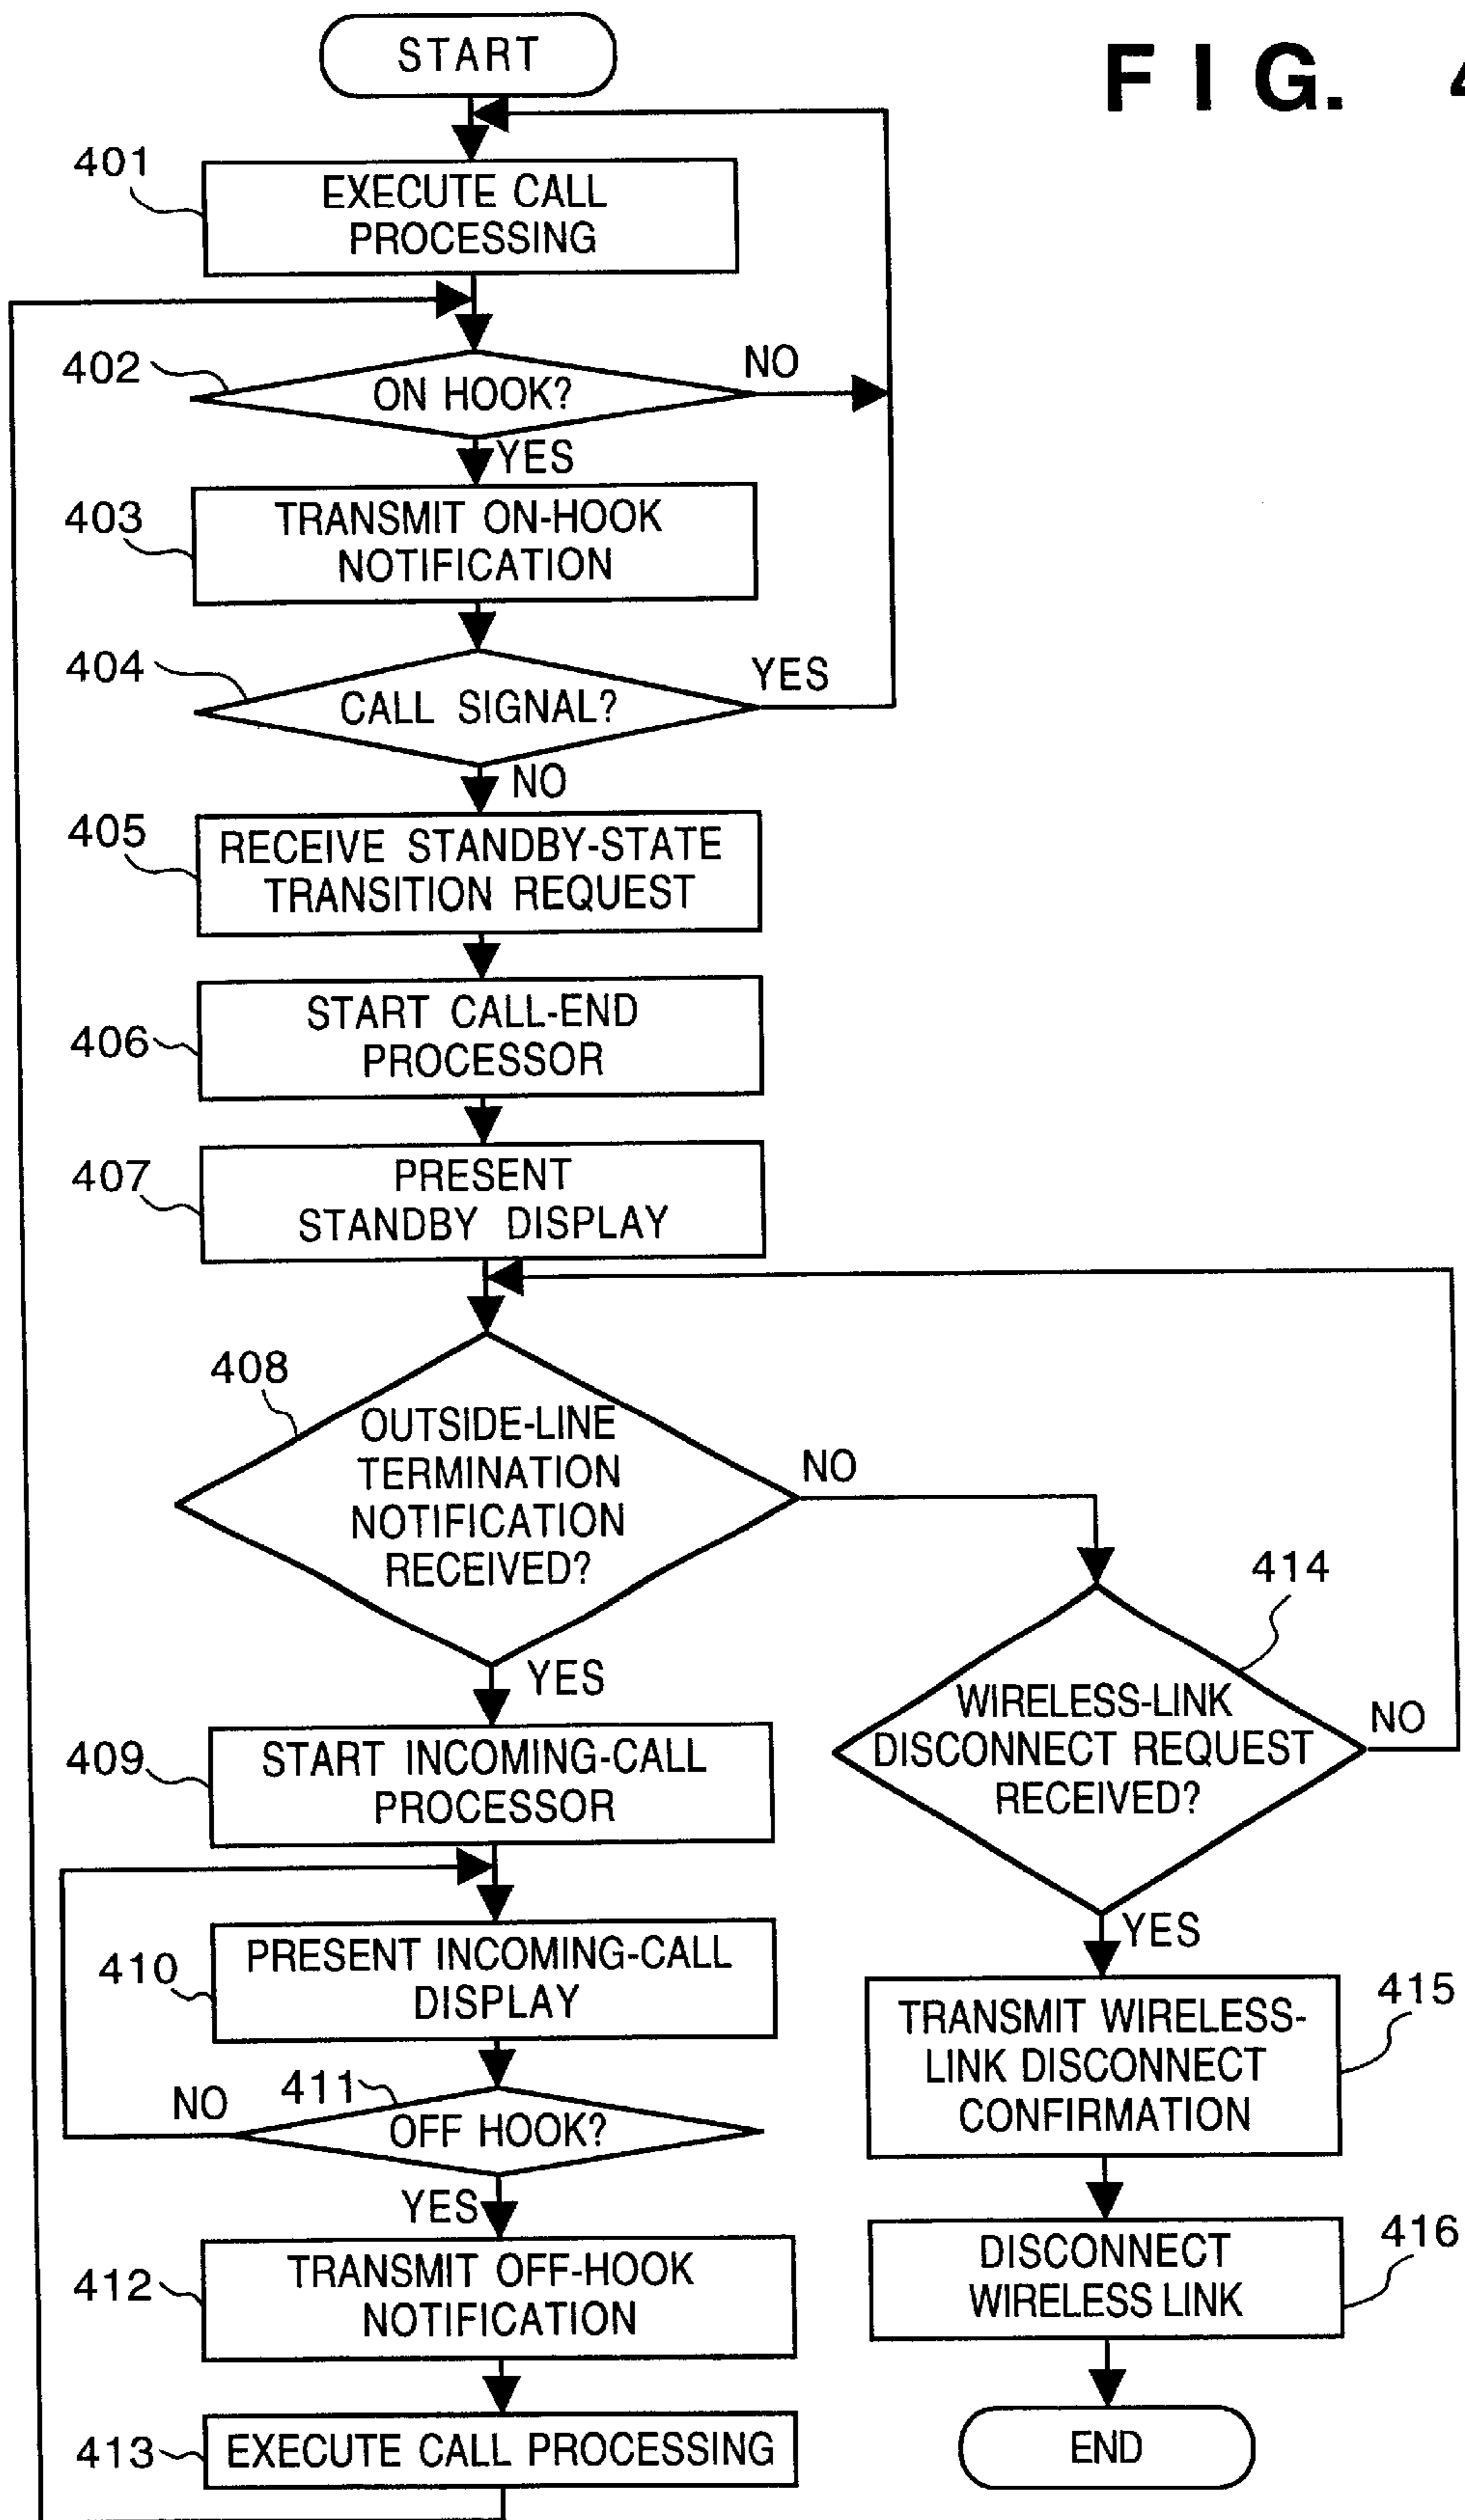 START
FIG. 4
401
EXECUTE CALL
PROCESSING
402
ON HOOK?
NO
YES
403
TRANSMIT ON-HOOK
NOTIFICATION
404
CALL SIGNAL?
YES
NO
405
RECEIVE STANDBY-STATE
TRANSITION REQUEST
406
START CALL-END
PROCESSOR
407
PRESENT
STANDBY DISPLAY
408
OUTSIDE-LINE
TERMINATION
NOTIFICATION
RECEIVED?
NO
YES
414
WIRELESS-LINK
DISCONNECT REQUEST
RECEIVED?
NO
YES
409
START INCOMING-CALL
PROCESSOR
410
PRESENT INCOMING-CALL
DISPLAY
411
OFF HOOK?
NO
YES
415
TRANSMIT WIRELESS-
LINK DISCONNECT
CONFIRMATION
412
TRANSMIT OFF-HOOK
NOTIFICATION
416
DISCONNECT
WIRELESS LINK
413
EXECUTE CALL PROCESSING
END